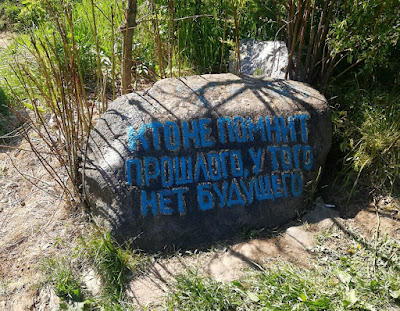 КТО НЕ ПОМНИТ
ПРОШЛОГО, У ТОГО
НЕТ БУДУЩЕГО